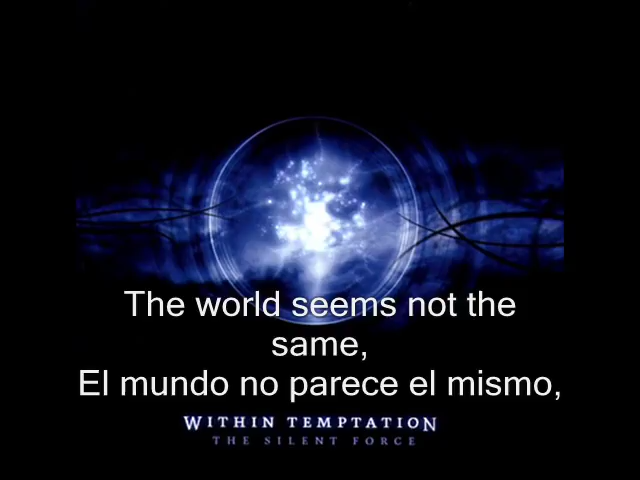 The world seems not the
same,
El mundo no parece el mismo,
WITHIN TEMPTATION
THE SILENT FORCE